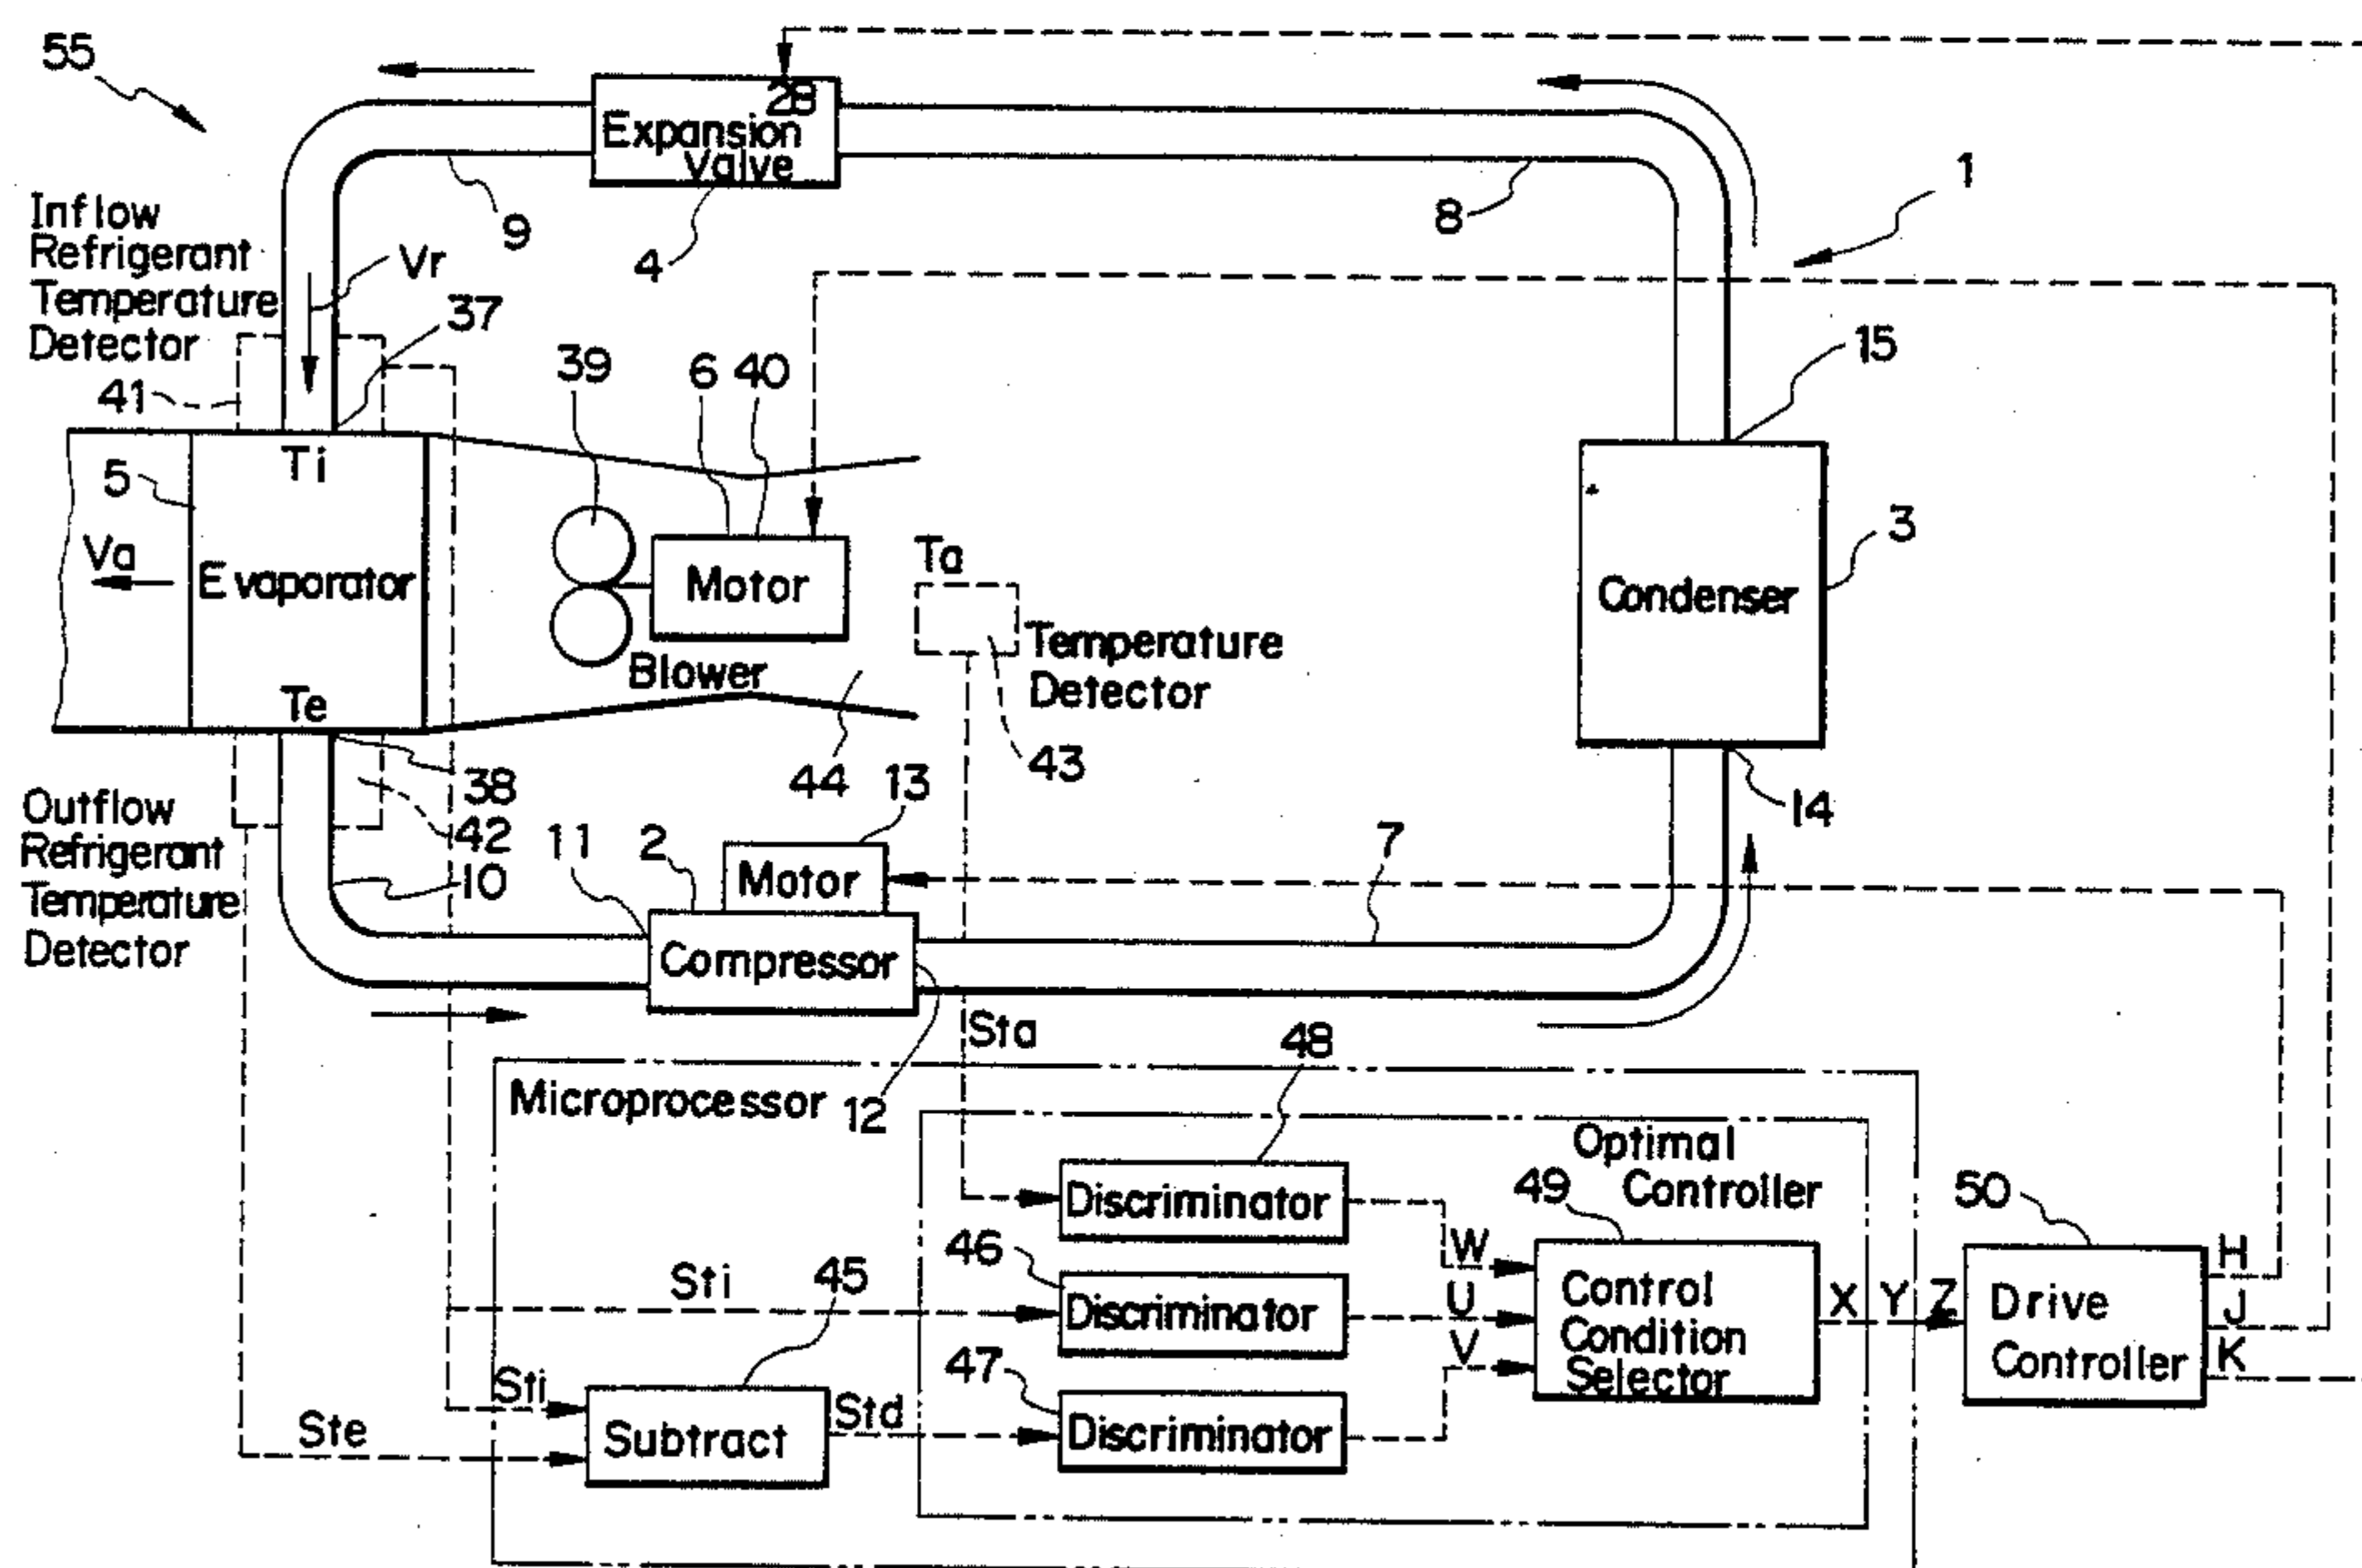 55
28
Expansion
Valve
1
9
4
8
Inflow
Refrigerant
Temperature
Detector
Vr
37
15
41
39
6
40
Ti
5
3
Va
Evaporator
Motor
Ta
Condenser
Temperature
Detector
Blower
Te
43
38
44
13
14
Outflow
Refrigerant
Temperature
Detector
42
11
2
7
10
Motor
Compressor
Sta
48
Microprocessor
12
Optimal
Controller
Discriminator
49
50
W
46
H
Sti
45
Discriminator
U
Control
Condition
Selector
X
Y
Z
Drive
Controller
J
V
K
47
Sti
Std
Ste
Subtract
Discriminator